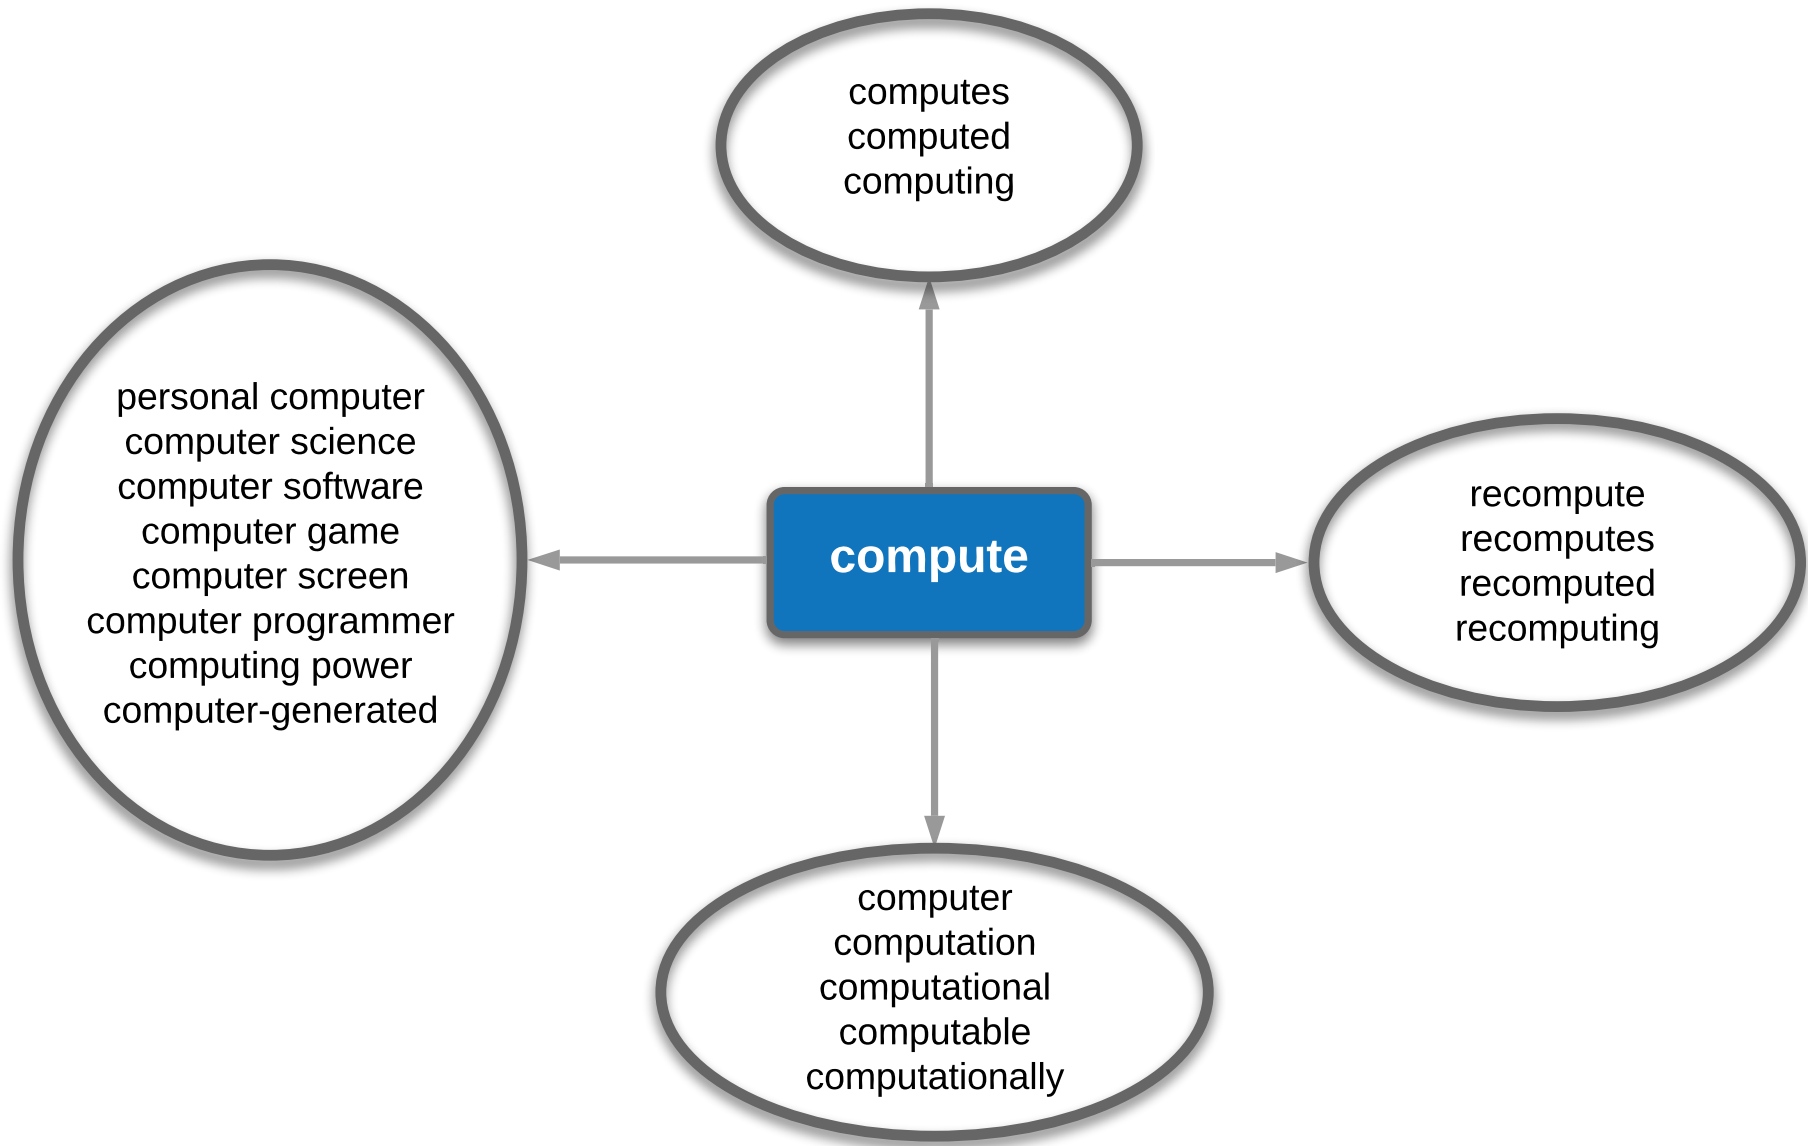 computes
computed
computing
personal computer
computer science
computer software
computer game
computer screen
computer programmer
computing power
computer-generated
compute
recompute
recomputes
recomputed
recomputing
computer
computation
computational
computable
computationally